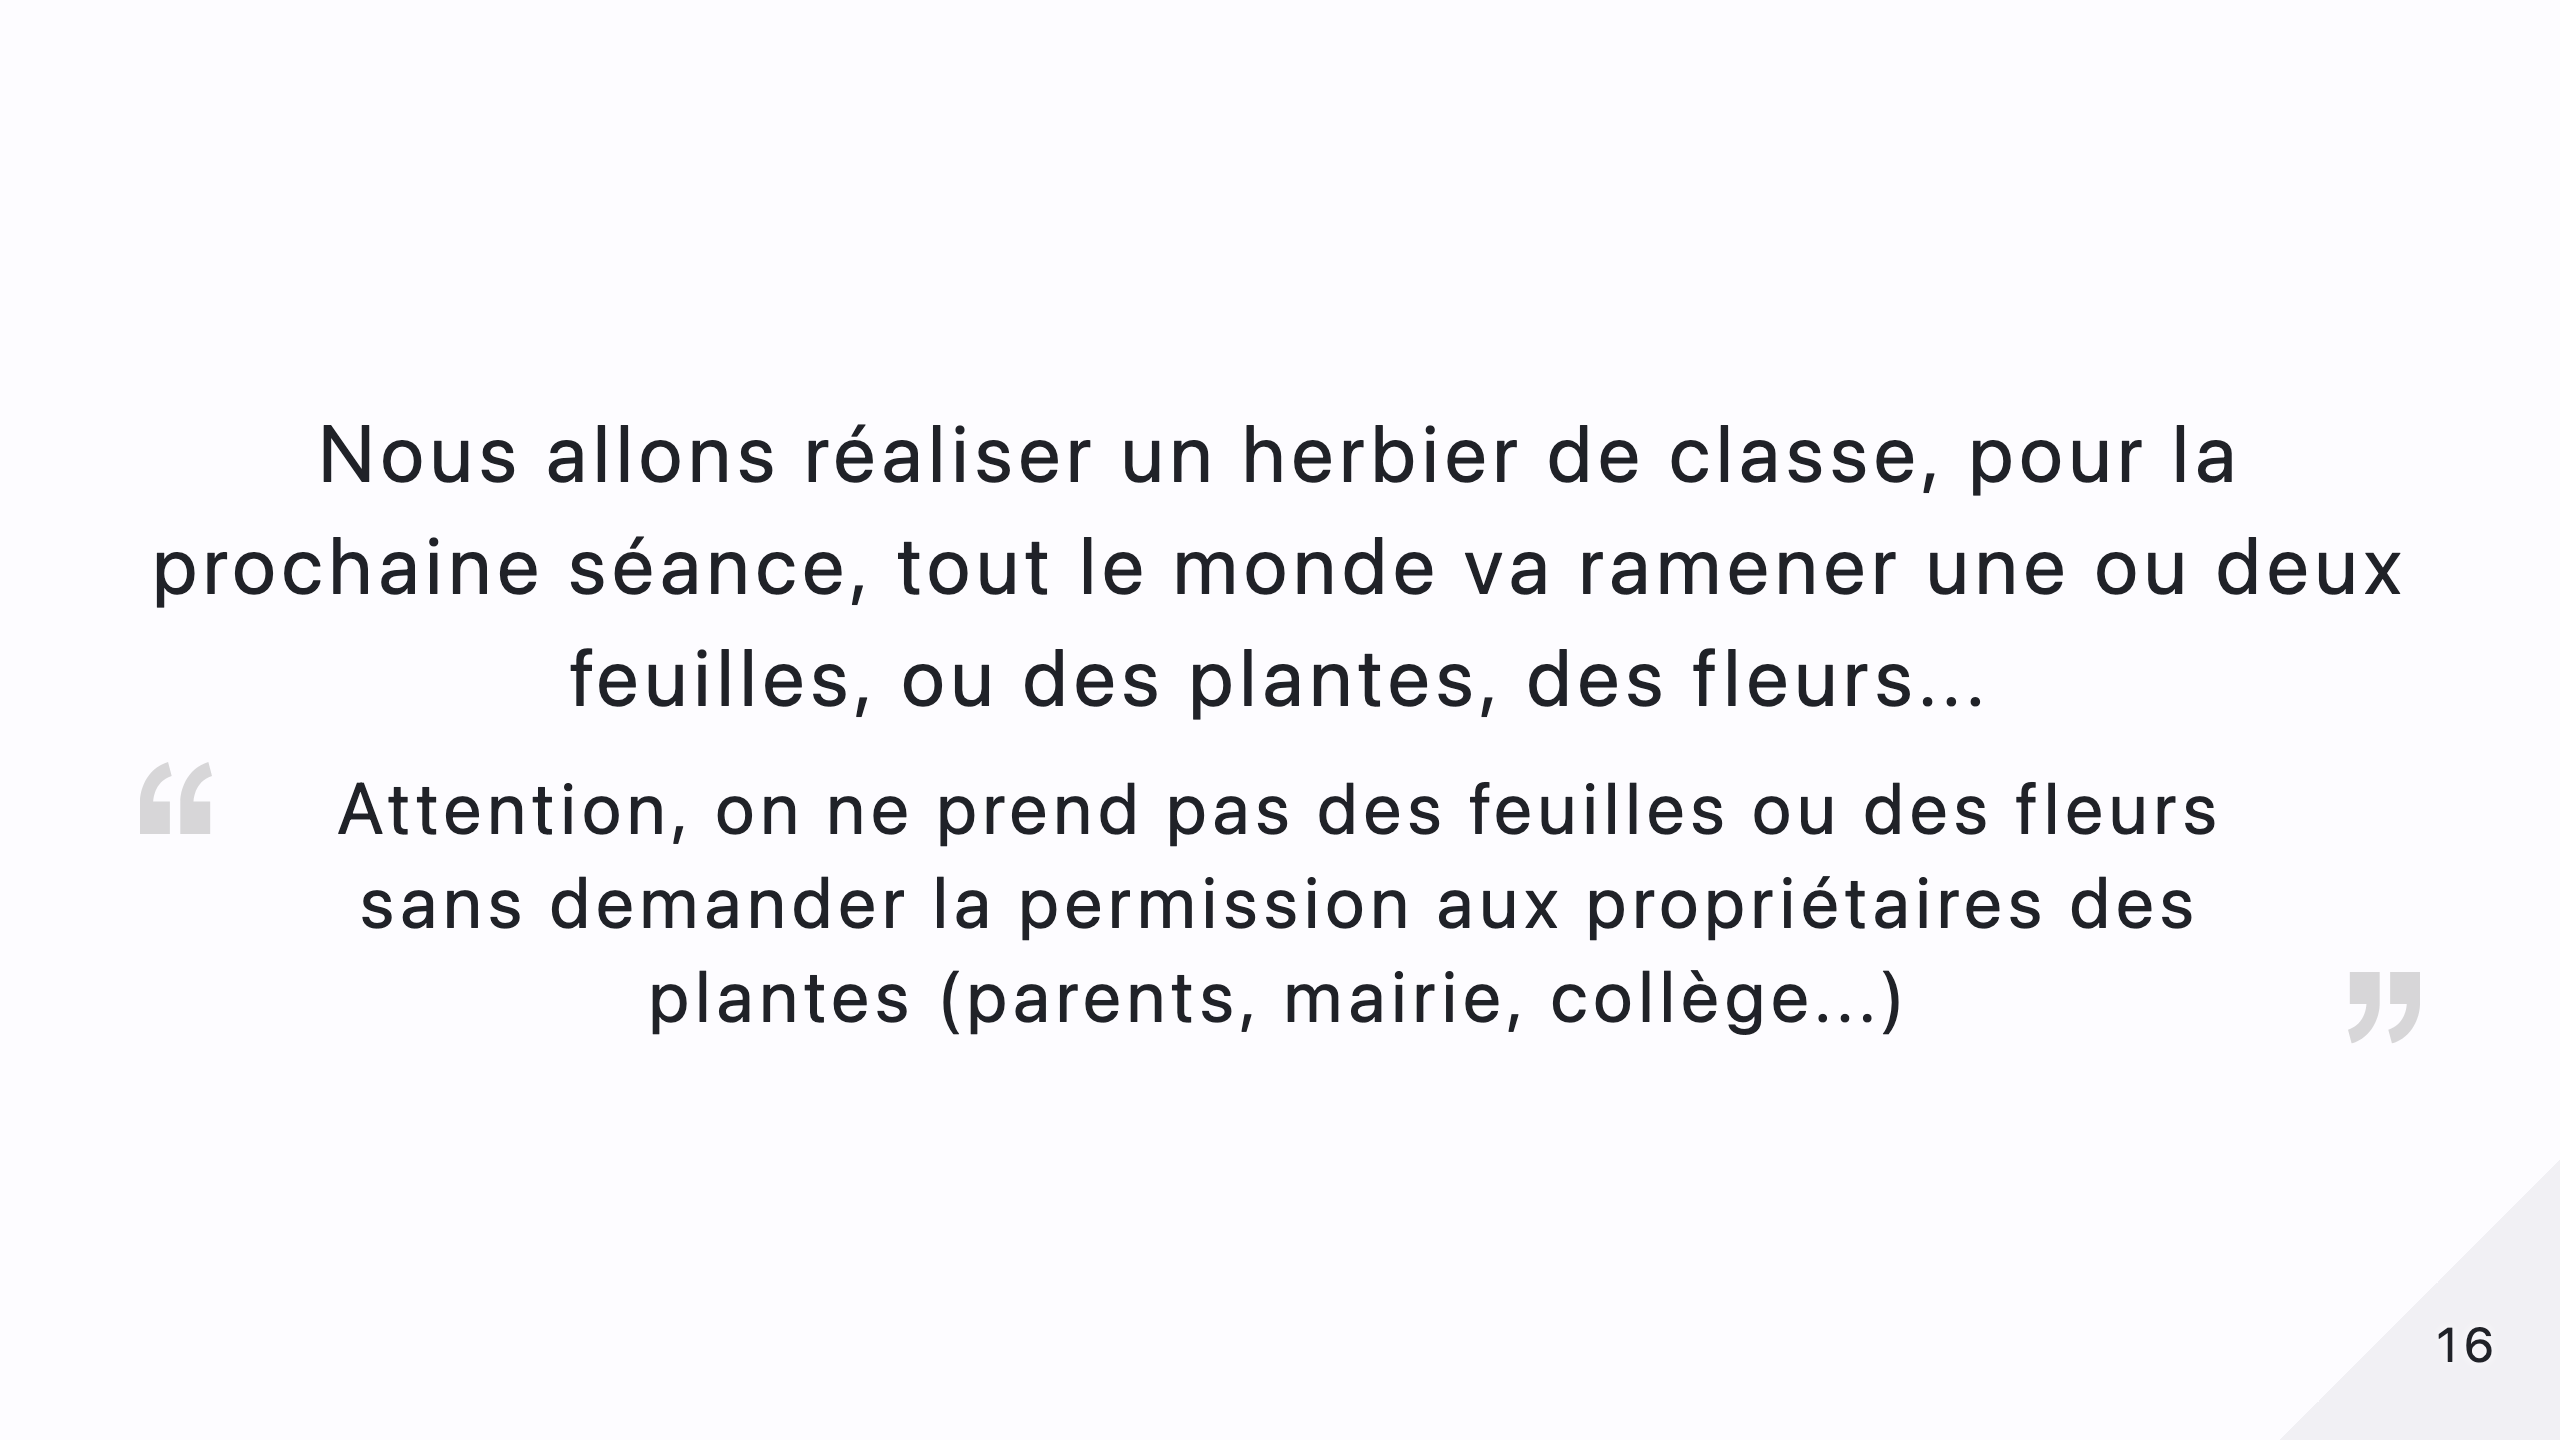 Nous allons réaliser un herbier de classe, pour la
prochaine séance, tout le monde va ramener une ou deux
feuilles, ou des plantes, des fleurs...
“ Attention, on ne prend pas des feuilles ou des fleurs
sans demander la permission aux propriétaires des
plantes (parents, mairie, collège...) ”
16